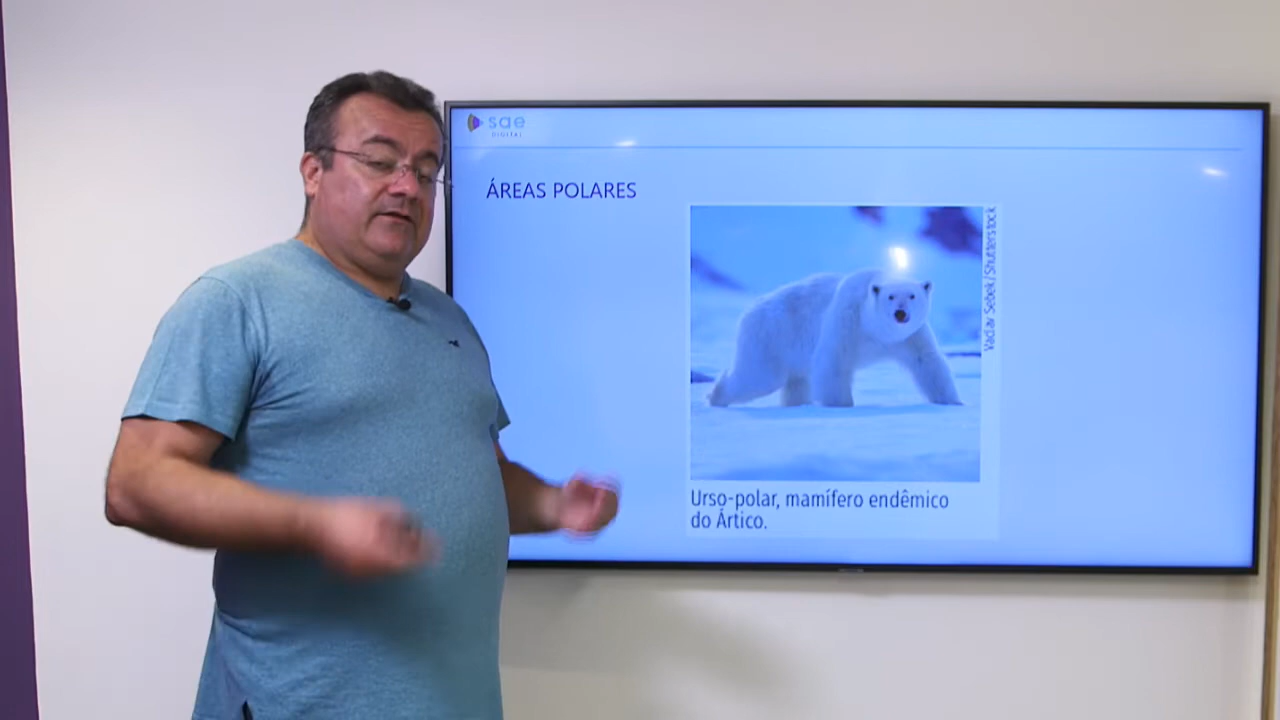 sae
DIGITAL
ÁREAS POLARES
Vaclav Sebek/Shutterstock
Urso-polar, mamífero endêmico
do Ártico.